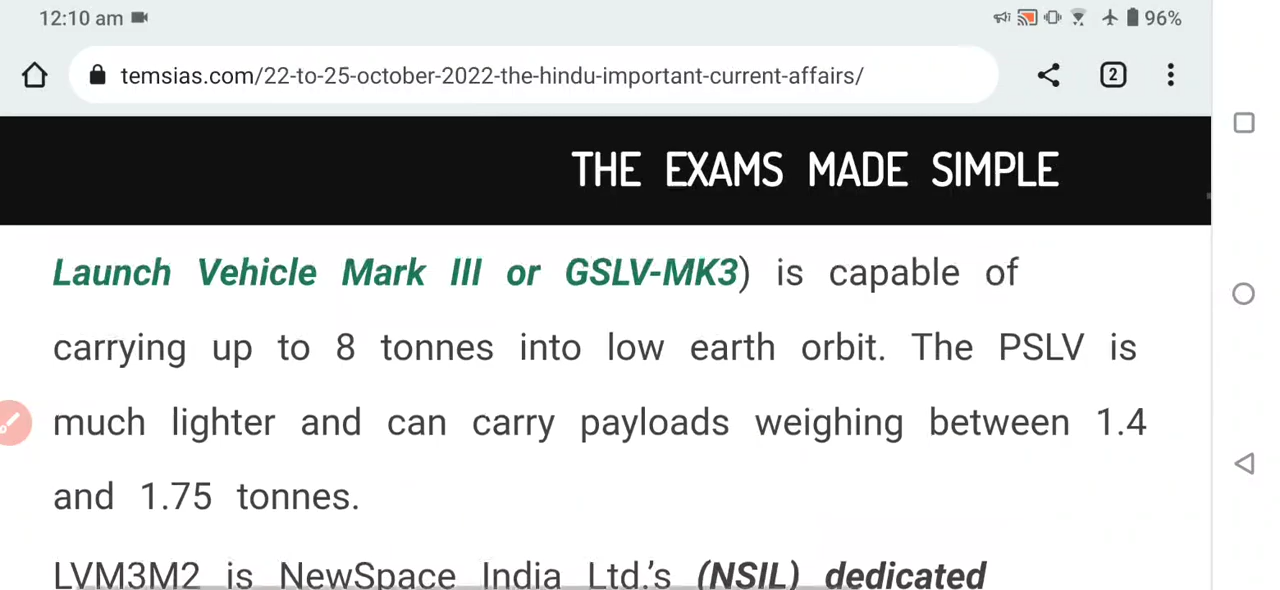 12:10 am
96%
temsias.com/22-to-25-october-2022-the-hindu-important-current-affairs/
2
THE EXAMS MADE SIMPLE
Launch Vehicle Mark III or GSLV-MK3) is capable of
carrying up to 8 tonnes into low earth orbit. The PSLV is
much lighter and can carry payloads weighing between 1.4
and 1.75 tonnes.
LVM3M2 is NewSpace India Ltd.'s (NSIL) dedicated